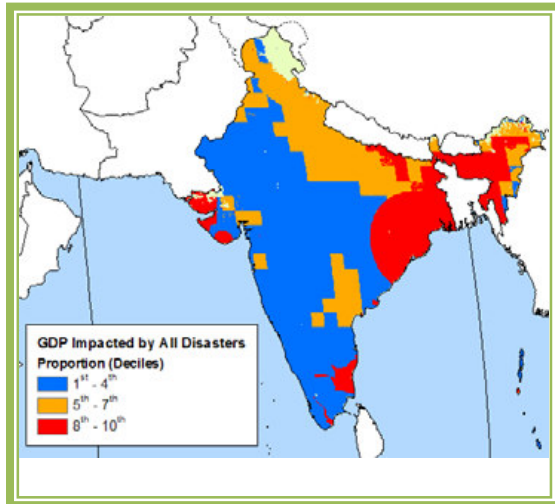 GDP Impacted by All Disasters
Proportion (Deciles)
1st - 4th
5th - 7th
8th - 10th